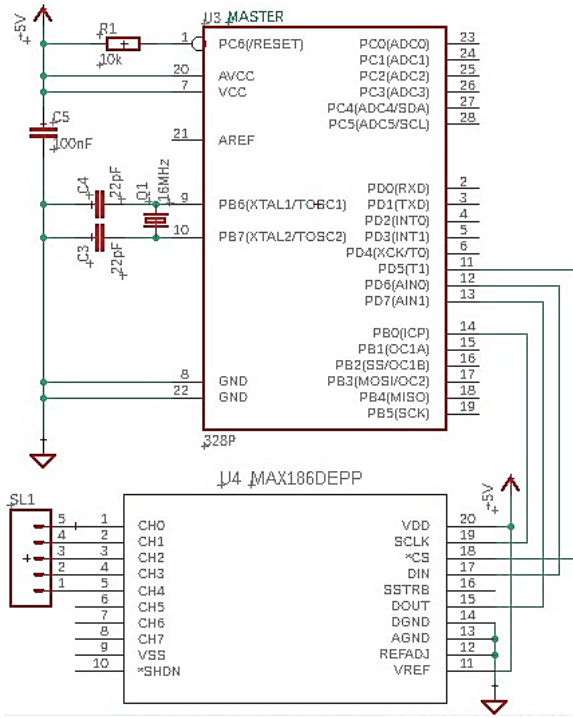 +5V
U3 MASTER
R1
10k
1 PC6(/RESET)
20 AVCC
7 VCC
C5
100nF
21 AREF
C4
22pF
Q1
16MHz
9 PB6(XTAL1/TOSC1)
10 PB7(XTAL2/TOSC2)
C3
22pF
8 GND
22 GND
PC0(ADC0) 23
PC1(ADC1) 24
PC2(ADC2) 25
PC3(ADC3) 26
PC4(ADC4/SDA) 27
PC5(ADC5/SCL) 28
PD0(RXD) 2
PD1(TXD) 3
PD2(INT0) 4
PD3(INT1) 5
PD4(XCK/T0) 6
PD5(T1) 11
PD6(AIN0) 12
PD7(AIN1) 13
PB0(ICP) 14
PB1(OC1A) 15
PB2(SS/OC1B) 16
PB3(MOSI/OC2) 17
PB4(MISO) 18
PB5(SCK) 19
328P
U4 MAX186DEPP
SL1
5 1 CH0
4 2 CH1
3 3 CH2
2 4 CH3
1 5 CH4
6 CH5
7 CH6
8 CH7
9 VSS
10 *SHDN
+5V
VDD 20
SCLK 19
*CS 18
DIN 17
SSTRB 16
DOUT 15
DGND 14
AGND 13
REFADJ 12
VREF 11